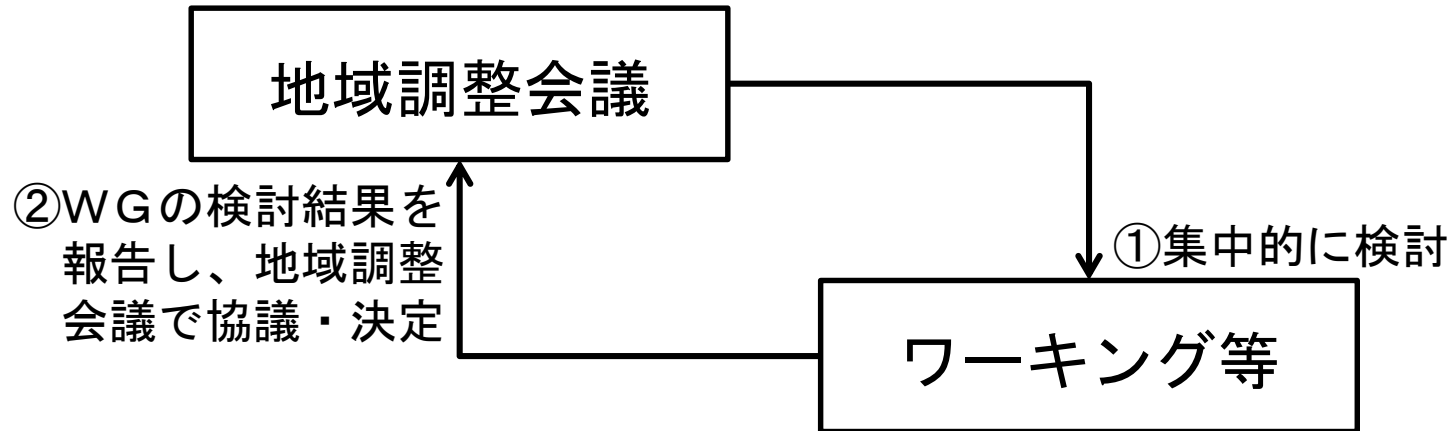 地域調整会議
②ＷＧの検討結果を
報告し、地域調整
会議で協議・決定
①集中的に検討
ワーキング等